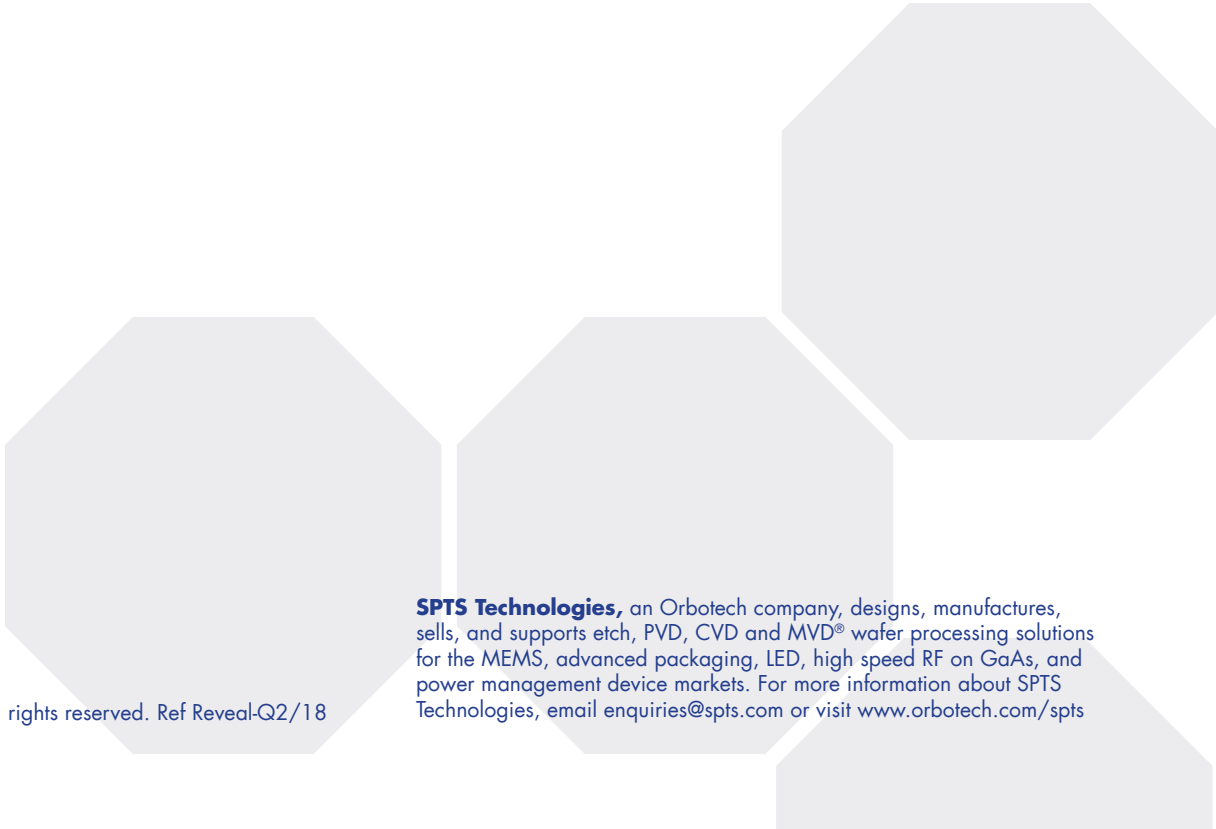 SPTS Technologies, an Orbotech company, designs, manufactures,
sells, and supports etch, PVD, CVD and MVD® wafer processing solutions
for the MEMS, advanced packaging, LED, high speed RF on GaAs, and
power management device markets. For more information about SPTS
Technologies, email enquiries@spts.com or visit www.orbotech.com/spts
rights reserved. Ref Reveal-Q2/18